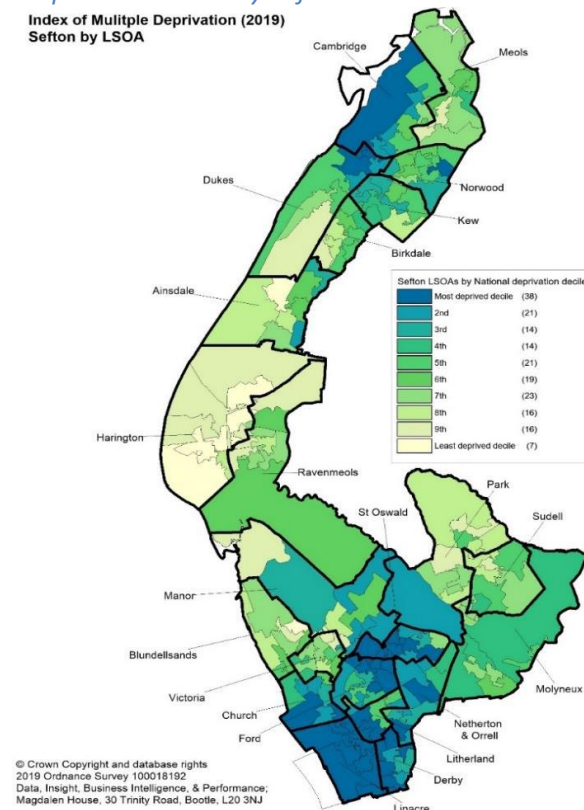 Index of Mulitple Deprivation (2019)
Sefton by LSOA
Cambridge
Meols
Dukes
Norwood
Kew
Birkdale
Ainsdale
Sefton LSOAs by National deprivation decile
Most deprived decile (38)
2nd (21)
3rd (14)
4th (14)
5th (21)
6th (19)
7th (23)
8th (16)
9th (16)
Least deprived decile (7)
Harington
Ravenmeols
Park
St Oswald
Sudell
Manor
Blundellsands
Molyneux
Victoria
Church
Netherton
& Orrell
Ford
Litherland
Derby
Linacre
© Crown Copyright and database rights
2019 Ordnance Survey 100018192
Data, Insight, Business Intelligence, & Performance;
Magdalen House, 30 Trinity Road, Bootle, L20 3NJ